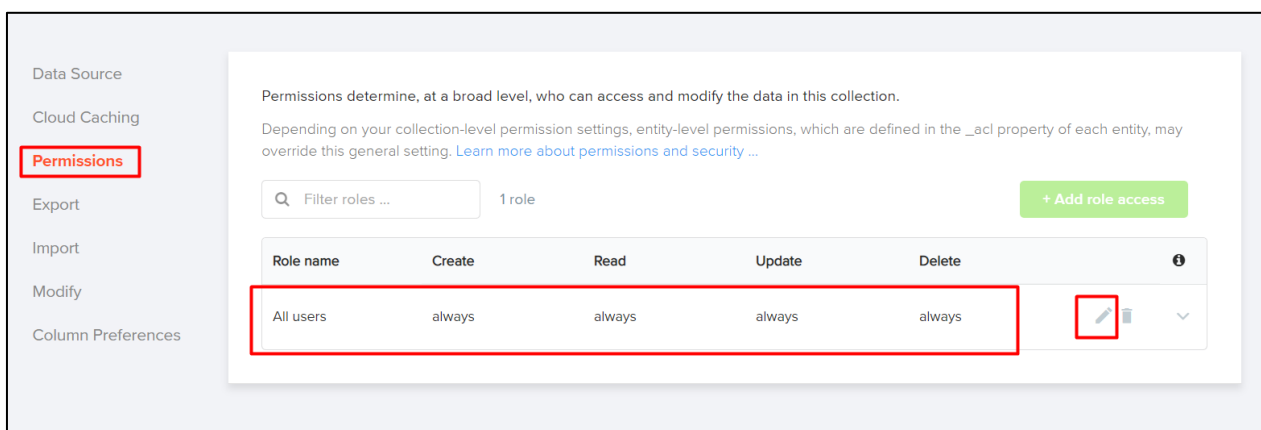 Data Source
Cloud Caching
Permissions
Export
Import
Modify
Column Preferences
Permissions determine, at a broad level, who can access and modify the data in this collection.
Depending on your collection-level permission settings, entity-level permissions, which are defined in the _acl property of each entity, may
override this general setting. Learn more about permissions and security ...
Filter roles ... 1 role + Add role access
Role name Create Read Update Delete
All users always always always always